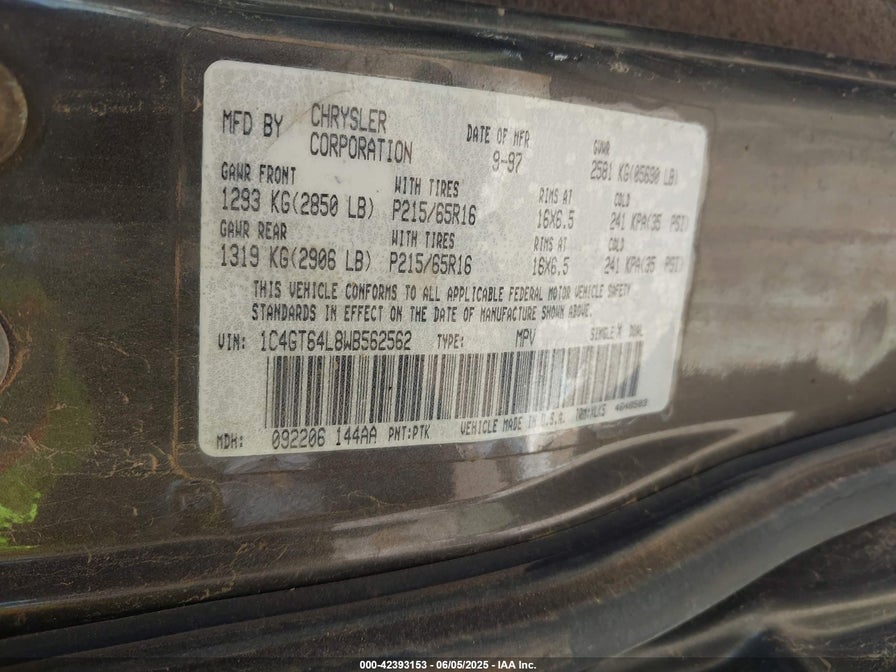 MFD BY CHRYSLER CORPORATION DATE OF MFR 9-97 GVWR 2581 KG(05690 LB)
GAWR FRONT WITH TIRES RIMS AT COLD
1293 KG(2850 LB) P215/65R16 16X6.5 241 KPA(35 PSI)
GAWR REAR WITH TIRES RIMS AT COLD
1319 KG(2906 LB) P215/65R16 16X6.5 241 KPA(35 PSI)
THIS VEHICLE CONFORMS TO ALL APPLICABLE FEDERAL MOTOR VEHICLE SAFETY
STANDARDS IN EFFECT ON THE DATE OF MANUFACTURE SHOWN ABOVE.
VIN: 1C4GT64L8WB562562 TYPE: MPV SINGLE DUAL
MDH: 092206 144AA PNT:PTK VEHICLE MADE IN U.S.A. 4648503
000-42393153 - 06/05/2025 - IAA Inc.